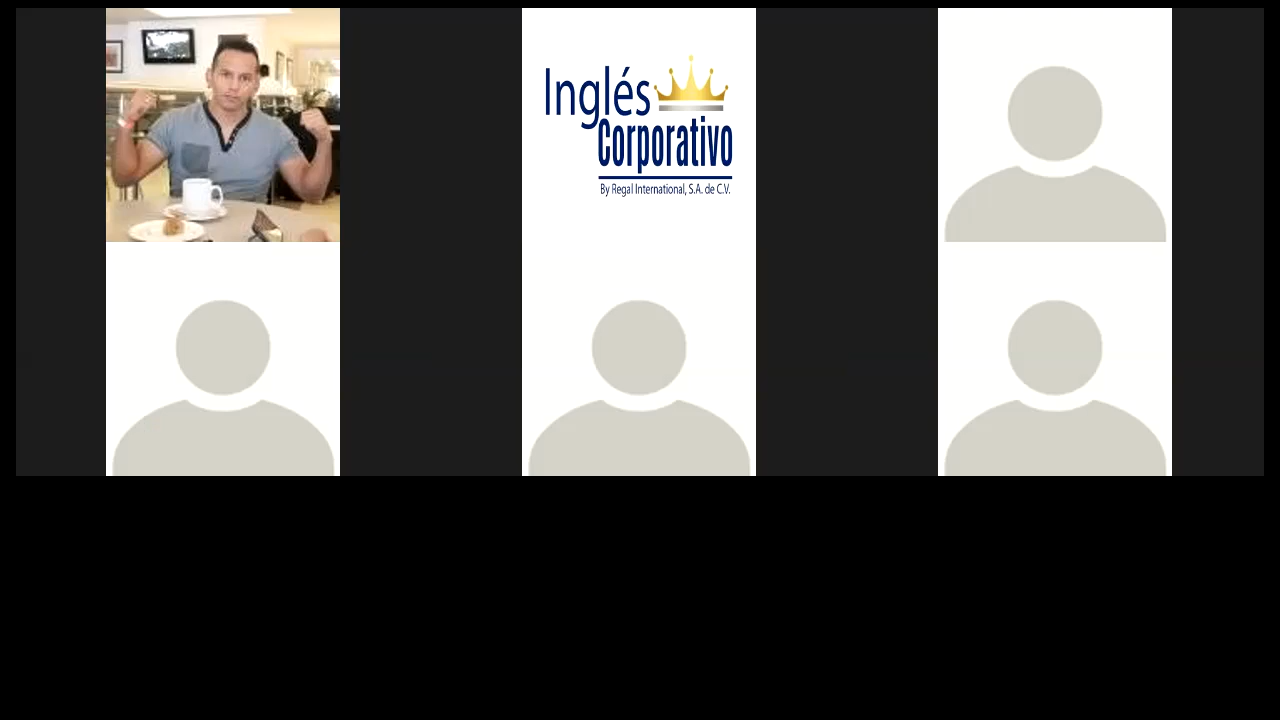 Inglés
Corporativo
By Regal International, S.A. de C.V.